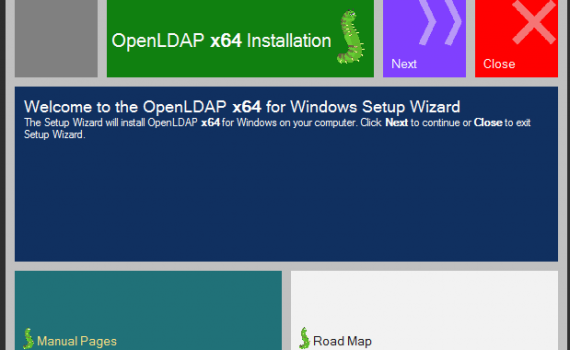 OpenLDAP x64 Installation
Next
Close
Welcome to the OpenLDAP x64 for Windows Setup Wizard
The Setup Wizard will install OpenLDAP x64 for Windows on your computer. Click Next to continue or Close to exit
Setup Wizard.
Manual Pages
Road Map